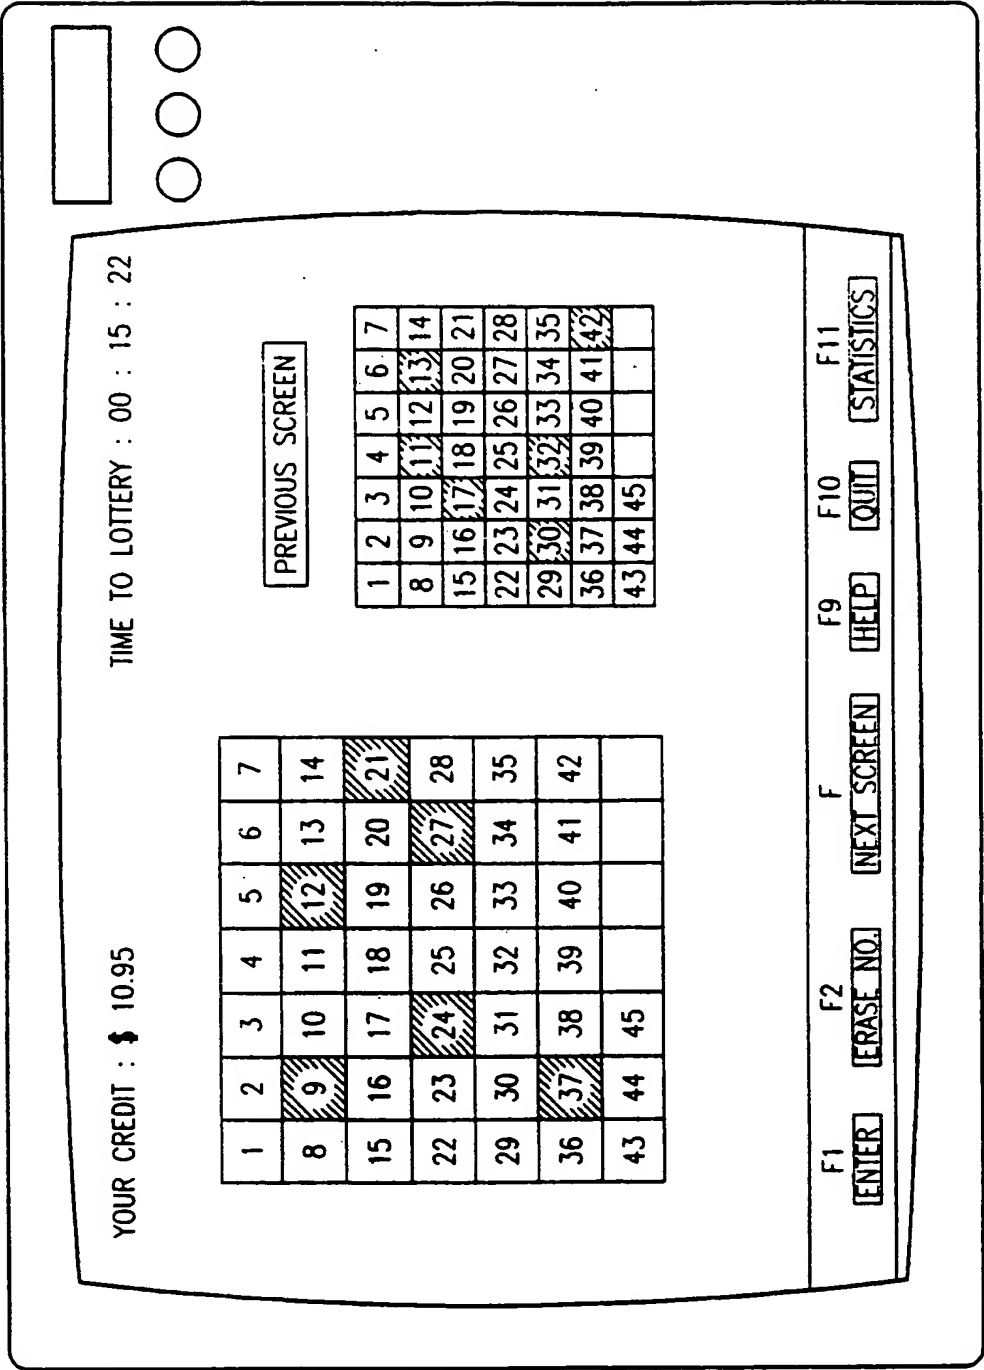 YOUR CREDIT : $ 10.95
TIME TO LOTTERY : 00 : 15 : 22
1 2 3 4 5 6 7
8 9 10 11 12 13 14
15 16 17 18 19 20 21
22 23 24 25 26 27 28
29 30 31 32 33 34 35
36 37 38 39 40 41 42
43 44 45
PREVIOUS SCREEN
1 2 3 4 5 6 7
8 9 10 11 12 13 14
15 16 17 18 19 20 21
22 23 24 25 26 27 28
29 30 31 32 33 34 35
36 37 38 39 40 41 42
43 44 45
F1 F2 F F9 F10 F11
ENTER ERASE NO. NEXT SCREEN HELP QUIT STATISTICS